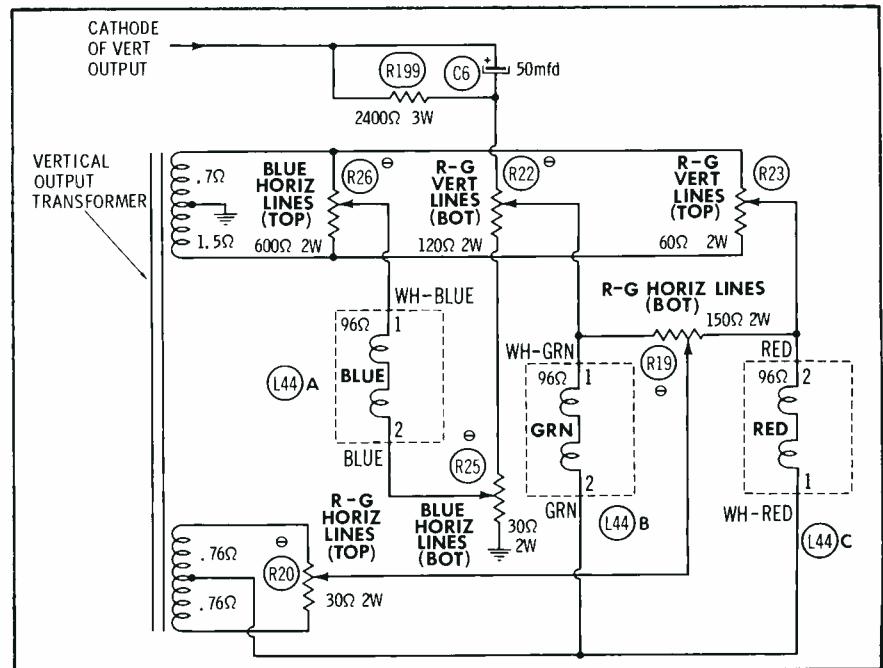 CATHODE
OF VERT
OUTPUT
R199
C6
+
50mfd
2400Ω 3W
VERTICAL
OUTPUT
TRANSFORMER
.7Ω
1.5Ω
BLUE
HORIZ
LINES
(TOP)
R26
600Ω 2W
R-G
VERT
LINES
(BOT)
R22
120Ω 2W
R-G
VERT
LINES
(TOP)
R23
60Ω 2W
R-G HORIZ LINES
(BOT)
150Ω 2W
R19
WH-BLUE
96Ω
1
BLUE
2
L44 A
BLUE
WH-GRN
96Ω
1
GRN
2
GRN
L44 B
RED
96Ω
2
RED
1
WH-RED
L44 C
R25
30Ω
2W
BLUE
HORIZ
LINES
(BOT)
R-G
HORIZ
LINES
(TOP)
.76Ω
.76Ω
R20
30Ω 2W